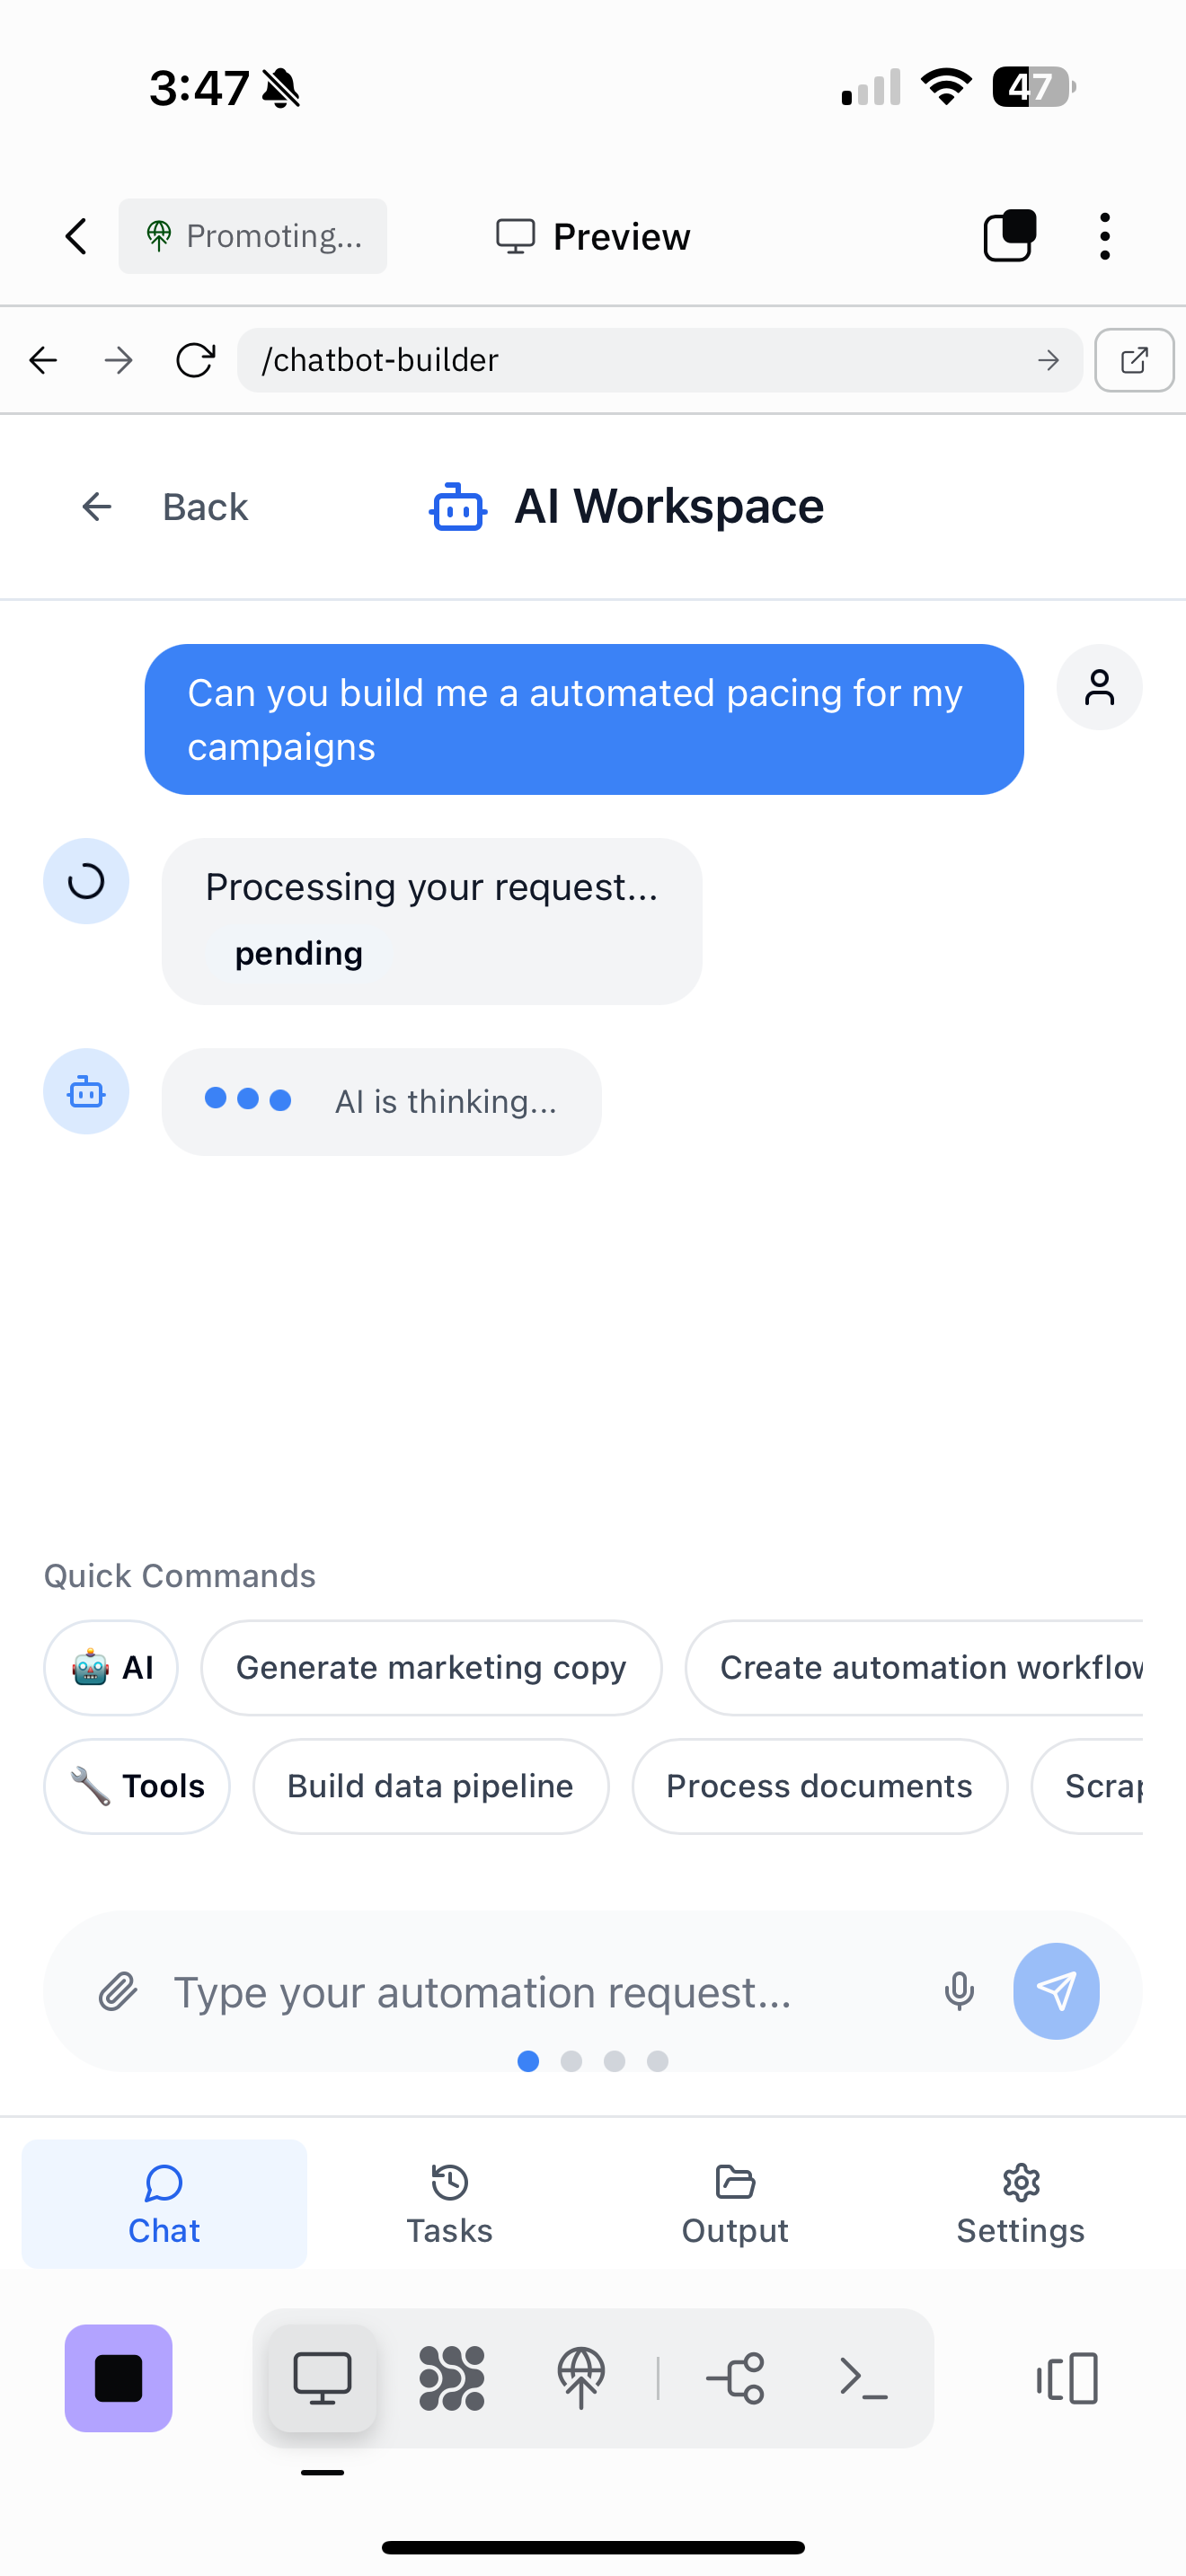 3:47
47
Promoting...
Preview
/chatbot-builder
Back
AI Workspace
Can you build me a automated pacing for my
campaigns
Processing your request...
pending
AI is thinking...
Quick Commands
🤖 AI
Generate marketing copy
Create automation workflow
🔧 Tools
Build data pipeline
Process documents
Scrap
Type your automation request...
Chat
Tasks
Output
Settings